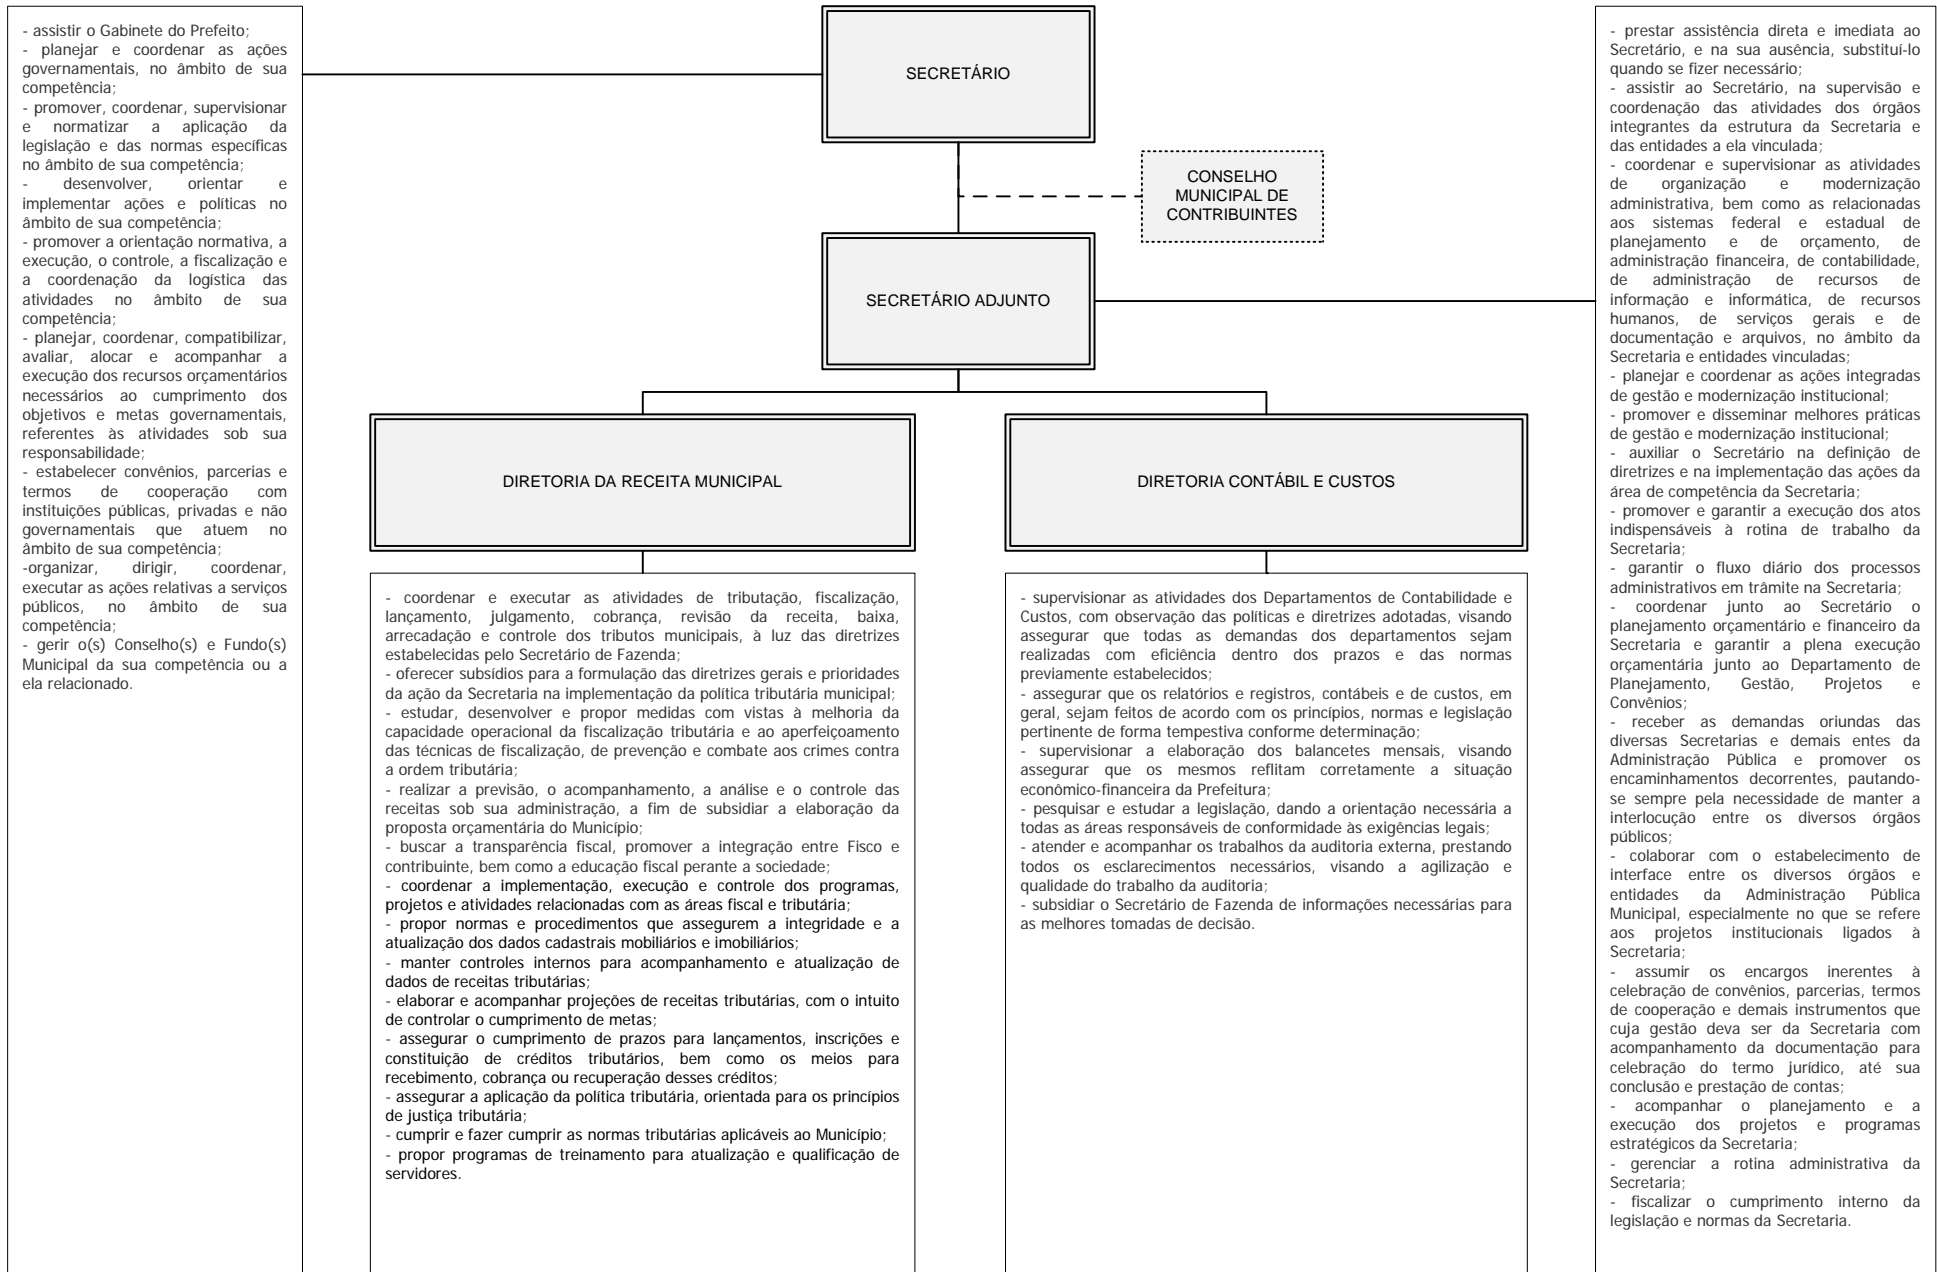 - assistir o Gabinete do Prefeito;
- planejar e coordenar as ações
governamentais, no âmbito de sua
competência;
- promover, coordenar, supervisionar
e normatizar a aplicação da
legislação e das normas específicas
no âmbito de sua competência;
- desenvolver, orientar e
implementar ações e políticas no
âmbito de sua competência;
- promover a orientação normativa, a
execução, o controle, a fiscalização e
a coordenação da logística das
atividades no âmbito de sua
competência;
- planejar, coordenar, compatibilizar,
avaliar, alocar e acompanhar a
execução dos recursos orçamentários
necessários ao cumprimento dos
objetivos e metas governamentais,
referentes às atividades sob sua
responsabilidade;
- estabelecer convênios, parcerias e
termos de cooperação com
instituições públicas, privadas e não
governamentais que atuem no
âmbito de sua competência;
-organizar, dirigir, coordenar,
executar as ações relativas a serviços
públicos, no âmbito de sua
competência;
- gerir o(s) Conselho(s) e Fundo(s)
Municipal da sua competência ou a
ela relacionado.
SECRETÁRIO
CONSELHO
MUNICIPAL DE
CONTRIBUINTES
SECRETÁRIO ADJUNTO
DIRETORIA DA RECEITA MUNICIPAL
DIRETORIA CONTÁBIL E CUSTOS
- coordenar e executar as atividades de tributação, fiscalização,
lançamento, julgamento, cobrança, revisão da receita, baixa,
arrecadação e controle dos tributos municipais, à luz das diretrizes
estabelecidas pelo Secretário de Fazenda;
- oferecer subsídios para a formulação das diretrizes gerais e prioridades
da ação da Secretaria na implementação da política tributária municipal;
- estudar, desenvolver e propor medidas com vistas à melhoria da
capacidade operacional da fiscalização tributária e ao aperfeiçoamento
das técnicas de fiscalização, de prevenção e combate aos crimes contra
a ordem tributária;
- realizar a previsão, o acompanhamento, a análise e o controle das
receitas sob sua administração, a fim de subsidiar a elaboração da
proposta orçamentária do Município;
- buscar a transparência fiscal, promover a integração entre Fisco e
contribuinte, bem como a educação fiscal perante a sociedade;
- coordenar a implementação, execução e controle dos programas,
projetos e atividades relacionadas com as áreas fiscal e tributária;
- propor normas e procedimentos que assegurem a integridade e a
atualização dos dados cadastrais mobiliários e imobiliários;
- manter controles internos para acompanhamento e atualização de
dados de receitas tributárias;
- elaborar e acompanhar projeções de receitas tributárias, com o intuito
de controlar o cumprimento de metas;
- assegurar o cumprimento de prazos para lançamentos, inscrições e
constituição de créditos tributários, bem como os meios para
recebimento, cobrança ou recuperação desses créditos;
- assegurar a aplicação da política tributária, orientada para os princípios
de justiça tributária;
- cumprir e fazer cumprir as normas tributárias aplicáveis ao Município;
- propor programas de treinamento para atualização e qualificação de
servidores.
- supervisionar as atividades dos Departamentos de Contabilidade e
Custos, com observação das políticas e diretrizes adotadas, visando
assegurar que todas as demandas dos departamentos sejam
realizadas com eficiência dentro dos prazos e das normas
previamente estabelecidos;
- assegurar que os relatórios e registros, contábeis e de custos, em
geral, sejam feitos de acordo com os princípios, normas e legislação
pertinente de forma tempestiva conforme determinação;
- supervisionar a elaboração dos balancetes mensais, visando
assegurar que os mesmos reflitam corretamente a situação
econômico-financeira da Prefeitura;
- pesquisar e estudar a legislação, dando a orientação necessária a
todas as áreas responsáveis de conformidade às exigências legais;
- atender e acompanhar os trabalhos da auditoria externa, prestando
todos os esclarecimentos necessários, visando a agilização e
qualidade do trabalho da auditoria;
- subsidiar o Secretário de Fazenda de informações necessárias para
as melhores tomadas de decisão.
- prestar assistência direta e imediata ao
Secretário, e na sua ausência, substituí-lo
quando se fizer necessário;
- assistir ao Secretário, na supervisão e
coordenação das atividades dos órgãos
integrantes da estrutura da Secretaria e
das entidades a ela vinculada;
- coordenar e supervisionar as atividades
de organização e modernização
administrativa, bem como as relacionadas
aos sistemas federal e estadual de
planejamento e de orçamento, de
administração financeira, de contabilidade,
de administração de recursos de
informação e informática, de recursos
humanos, de serviços gerais e de
documentação e arquivos, no âmbito da
Secretaria e entidades vinculadas;
- planejar e coordenar as ações integradas
de gestão e modernização institucional;
- promover e disseminar melhores práticas
de gestão e modernização institucional;
- auxiliar o Secretário na definição de
diretrizes e na implementação das ações da
área de competência da Secretaria;
- promover e garantir a execução dos atos
indispensáveis à rotina de trabalho da
Secretaria;
- garantir o fluxo diário dos processos
administrativos em trâmite na Secretaria;
- coordenar junto ao Secretário o
planejamento orçamentário e financeiro da
Secretaria e garantir a plena execução
orçamentária junto ao Departamento de
Planejamento, Gestão, Projetos e
Convênios;
- receber as demandas oriundas das
diversas Secretarias e demais entes da
Administração Pública e promover os
encaminhamentos decorrentes, pautando-
se sempre pela necessidade de manter a
interlocução entre os diversos órgãos
públicos;
- colaborar com o estabelecimento de
interface entre os diversos órgãos e
entidades da Administração Pública
Municipal, especialmente no que se refere
aos projetos institucionais ligados à
Secretaria;
- assumir os encargos inerentes à
celebração de convênios, parcerias, termos
de cooperação e demais instrumentos que
cuja gestão deva ser da Secretaria com
acompanhamento da documentação para
celebração do termo jurídico, até sua
conclusão e prestação de contas;
- acompanhar o planejamento e a
execução dos projetos e programas
estratégicos da Secretaria;
- gerenciar a rotina administrativa da
Secretaria;
- fiscalizar o cumprimento interno da
legislação e normas da Secretaria.